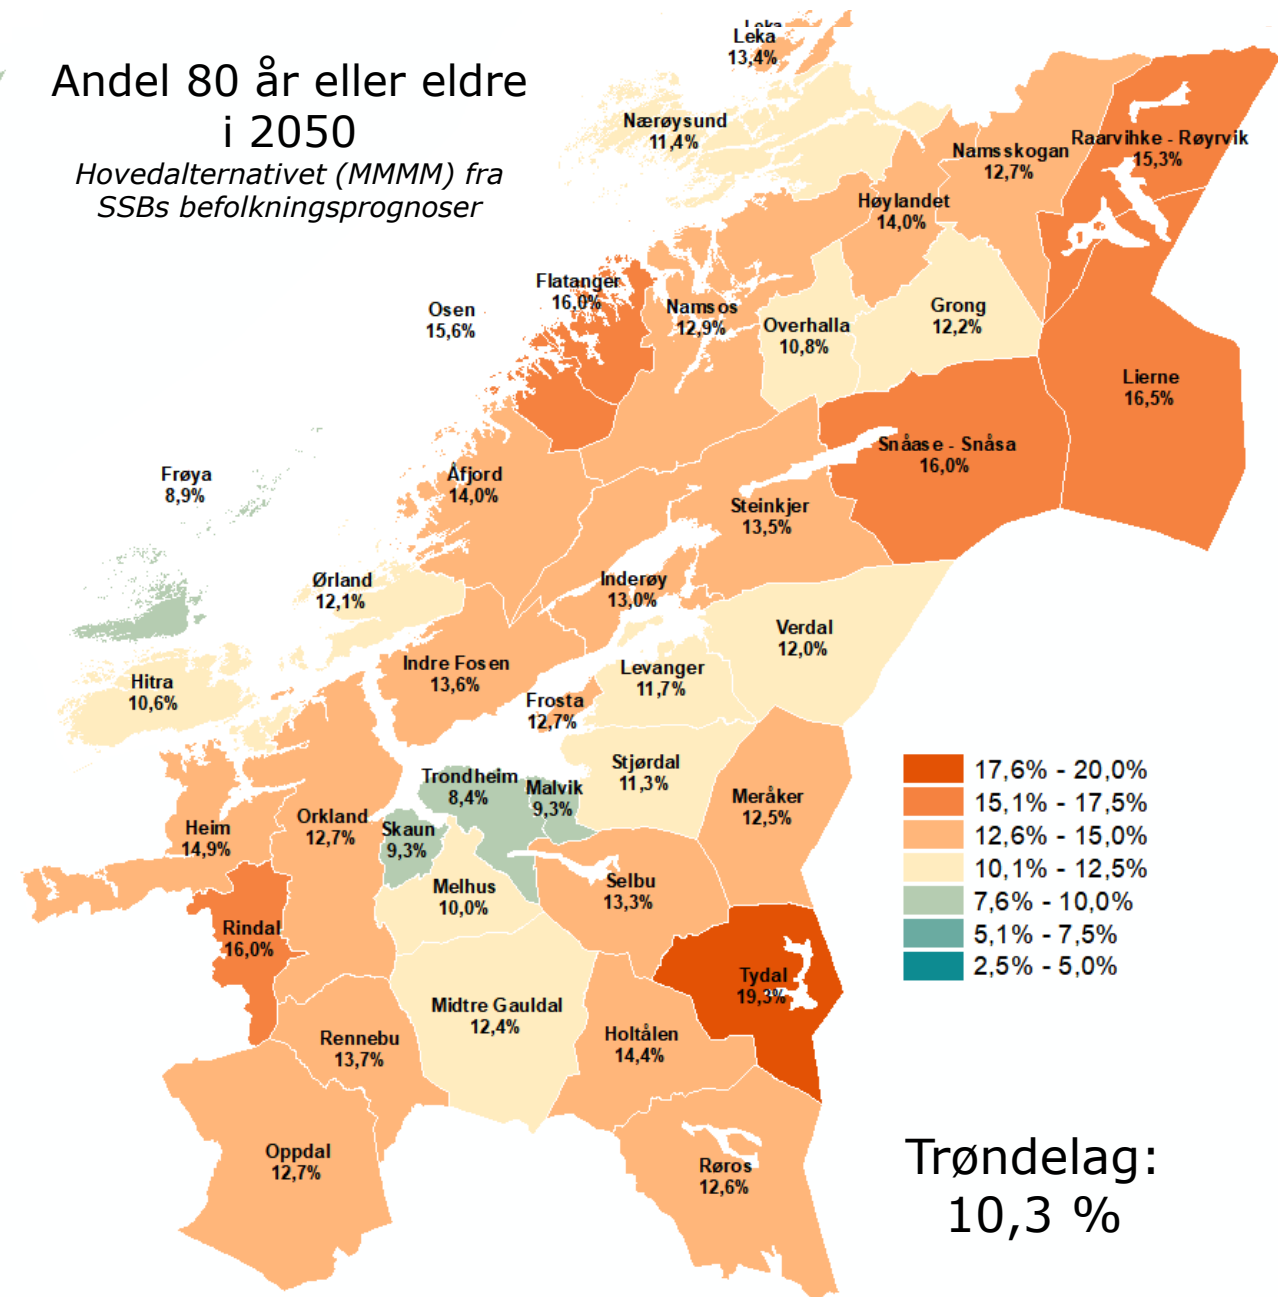 Andel 80 år eller eldre
i 2050
Hovedalternativet (MMMM) fra
SSBs befolkningsprognoser
Leka
Leka
13,4%
Nærøysund
11,4%
Namsskogan
12,7%
Raarvihke - Røyrvik
15,3%
Høylandet
14,0%
Flatanger
16,0%
Osen
15,6%
Namsos
12,9%
Overhalla
10,8%
Grong
12,2%
Lierne
16,5%
Snåase - Snåsa
16,0%
Frøya
8,9%
Åfjord
14,0%
Steinkjer
13,5%
Ørland
12,1%
Inderøy
13,0%
Verdal
12,0%
Hitra
10,6%
Indre Fosen
13,6%
Levanger
11,7%
Frosta
12,7%
Stjørdal
11,3%
Trondheim
8,4%
Malvik
9,3%
Meråker
12,5%
Heim
14,9%
Orkland
12,7%
Skaun
9,3%
Melhus
10,0%
Selbu
13,3%
Rindal
16,0%
Tydal
19,3%
Midtre Gauldal
12,4%
Rennebu
13,7%
Holtålen
14,4%
Oppdal
12,7%
Røros
12,6%
17,6% - 20,0%
15,1% - 17,5%
12,6% - 15,0%
10,1% - 12,5%
7,6% - 10,0%
5,1% - 7,5%
2,5% - 5,0%
Trøndelag:
10,3 %